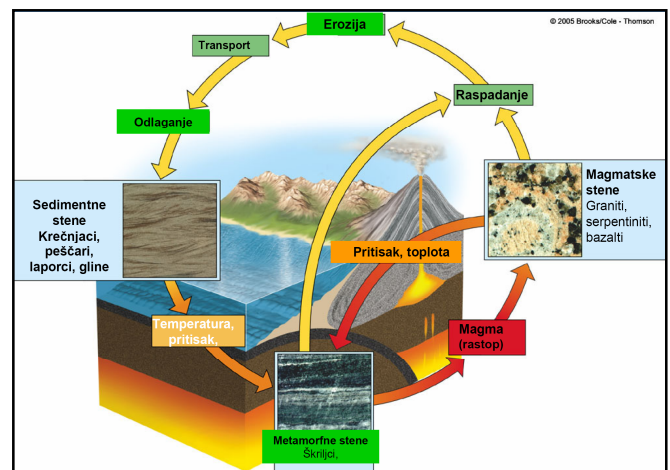 © 2005 Brooks/Cole - Thomson
Erozija
Transport
Raspadanje
Odlaganje
Sedimentne
stene
Krečnjaci,
peščari,
laporci, gline
Magmatske
stene
Graniti,
serpentiniti,
bazalti
Pritisak, toplota
Temperatura,
pritisak,
Magma
(rastop)
Metamorfne stene
Škriljci,